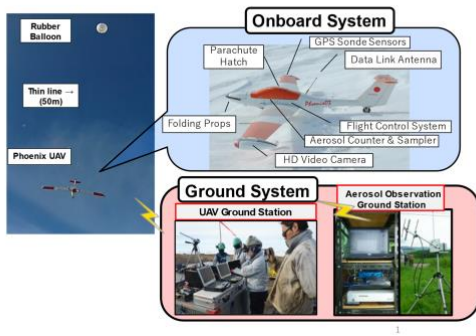 Rubber
Balloon
Thin line →
(50m)
Phoenix UAV
Onboard System
GPS Sonde Sensors
Parachute
Hatch
Data Link Antenna
Folding Props
Flight Control System
Aerosol Counter & Sampler
HD Video Camera
Ground System
UAV Ground Station
Aerosol Observation
Ground Station
1